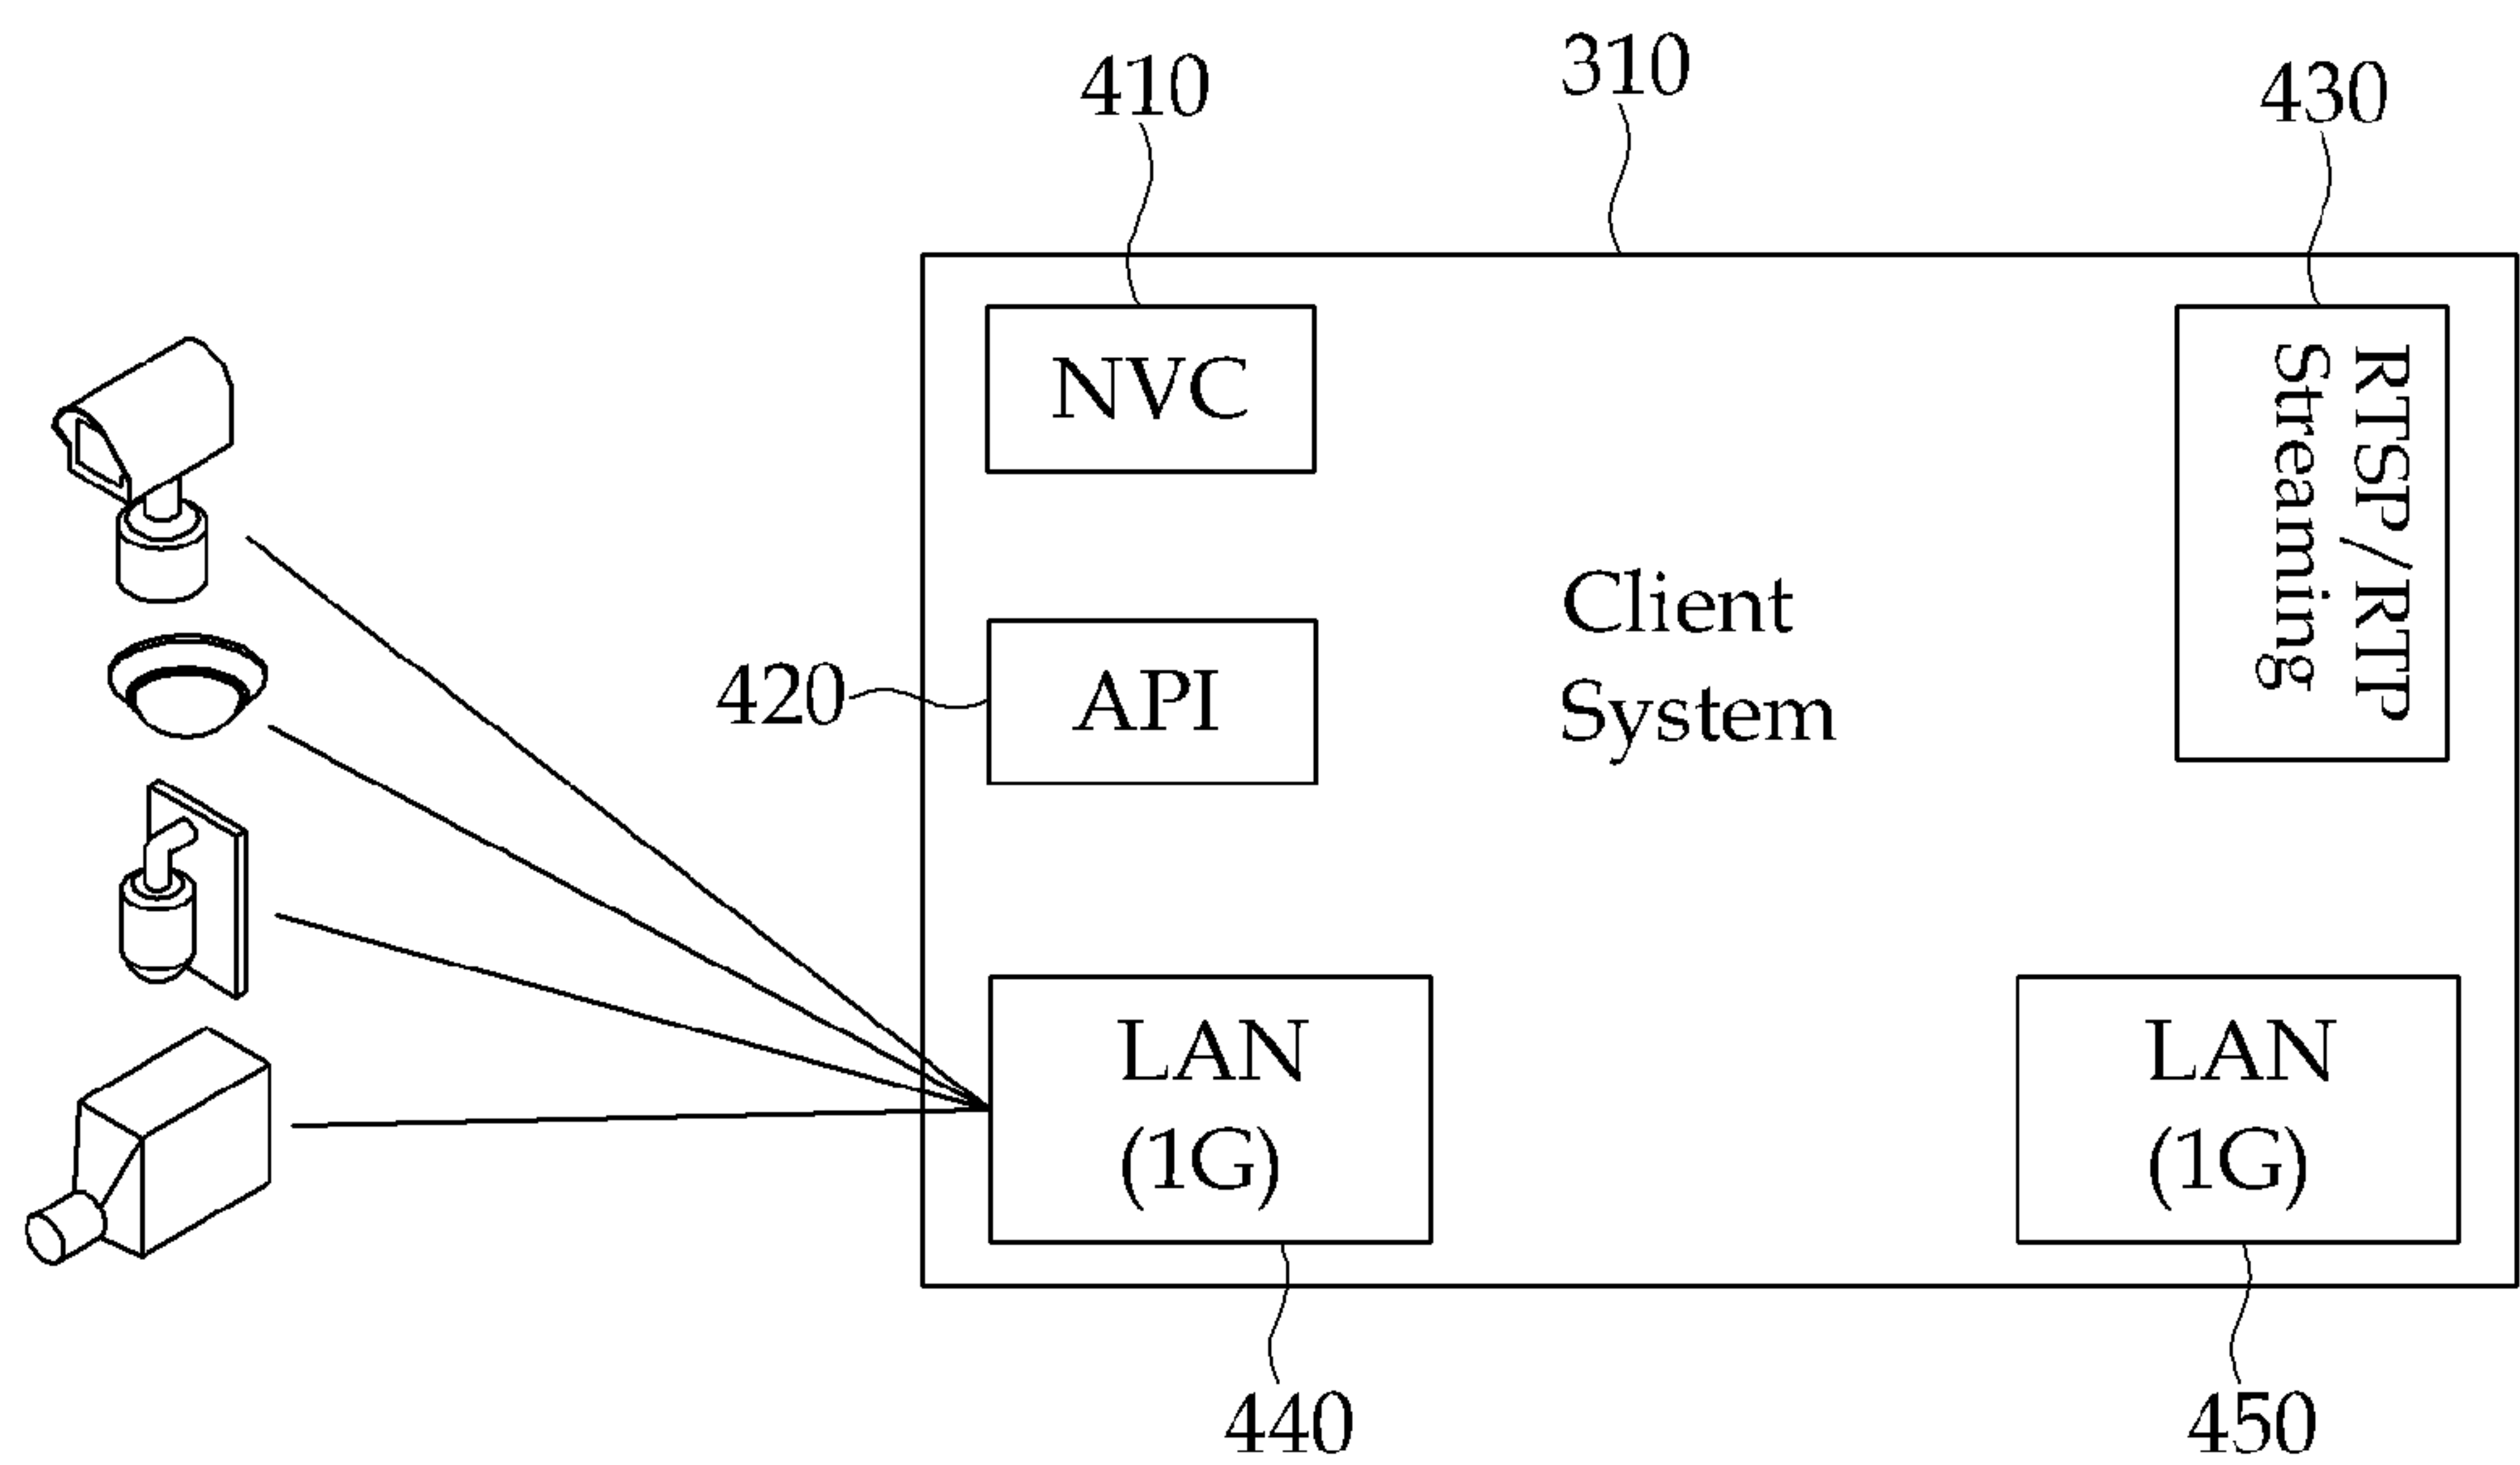 410
310
430
NVC
RTSP/RTP
Streaming
Client
System
420
API
LAN
(1G)
LAN
(1G)
440
450